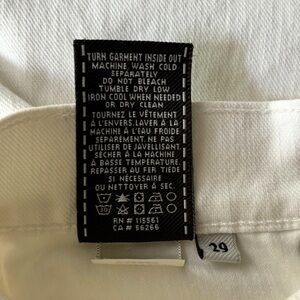 TURN GARMENT INSIDE OUT
MACHINE WASH COLD
SEPARATELY
DO NOT BLEACH
TUMBLE DRY LOW
IRON COLD WHEN NEEDED
OR DRY CLEAN
TOURNEZ LE VÊTEMENT
À L'ENVERS.LAVER À LA
MACHINE À L'EAU FROIDE
SEPAREMENT. NE PAS
UTILISER DE JAVELLISANT.
SÉCHER À LA MACHINE
À BASSE TEMPÉRATURE.
REPASSER AU FER TIÈDE
SI NÉCESSAIRE
OU NETTOYER À SEC.
RN # 115561
CA # 56266
29